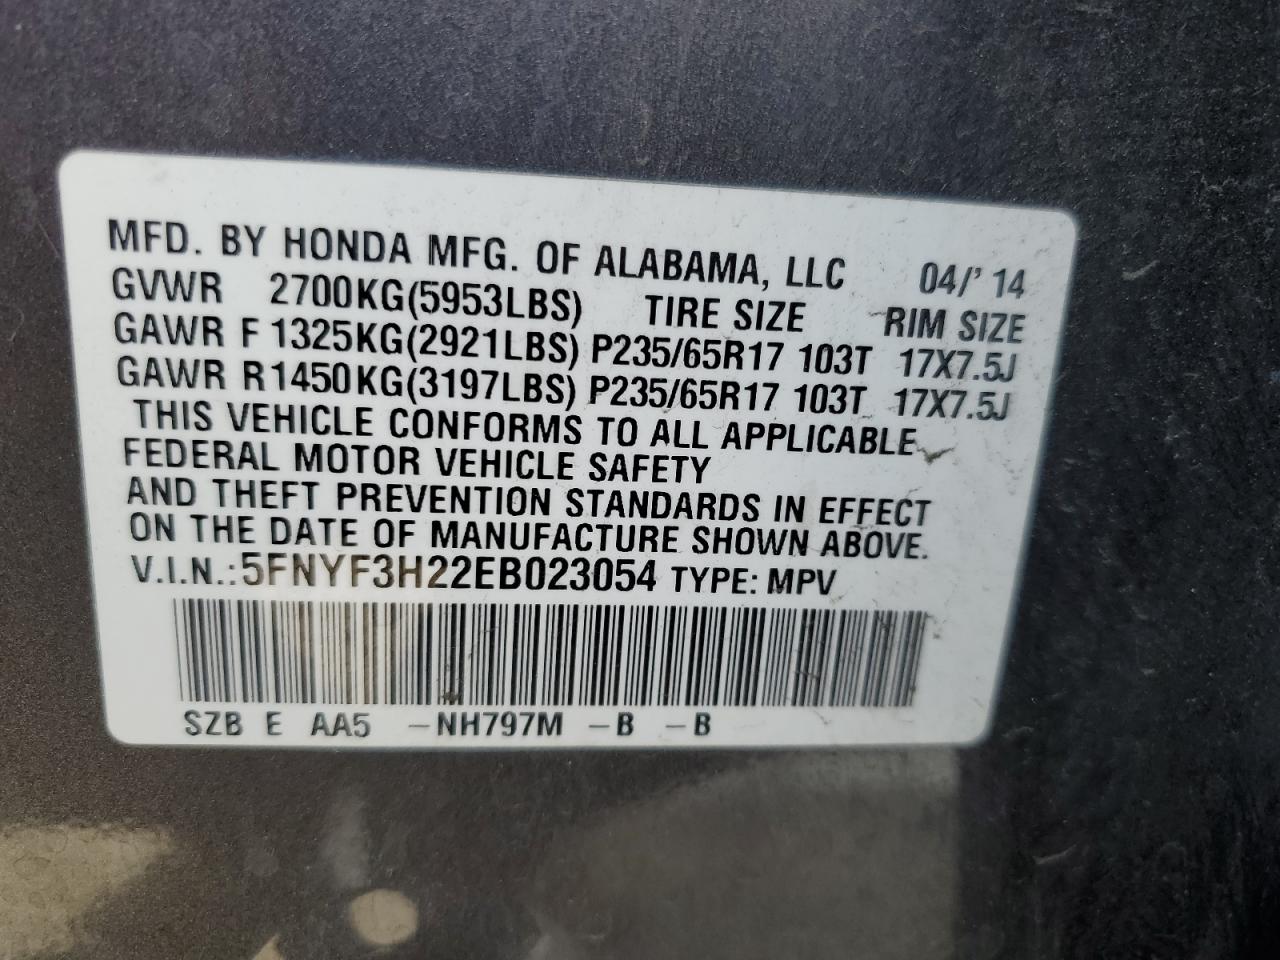 MFD. BY HONDA MFG. OF ALABAMA, LLC 04/' 14
GVWR 2700KG(5953LBS) TIRE SIZE RIM SIZE
GAWR F 1325KG(2921LBS) P235/65R17 103T 17X7.5J
GAWR R1450KG(3197LBS) P235/65R17 103T 17X7.5J
THIS VEHICLE CONFORMS TO ALL APPLICABLE
FEDERAL MOTOR VEHICLE SAFETY
AND THEFT PREVENTION STANDARDS IN EFFECT
ON THE DATE OF MANUFACTURE SHOWN ABOVE.
V.I.N.:5FNYF3H22EB023054 TYPE: MPV
SZB E AA5 -NH797M -B -B